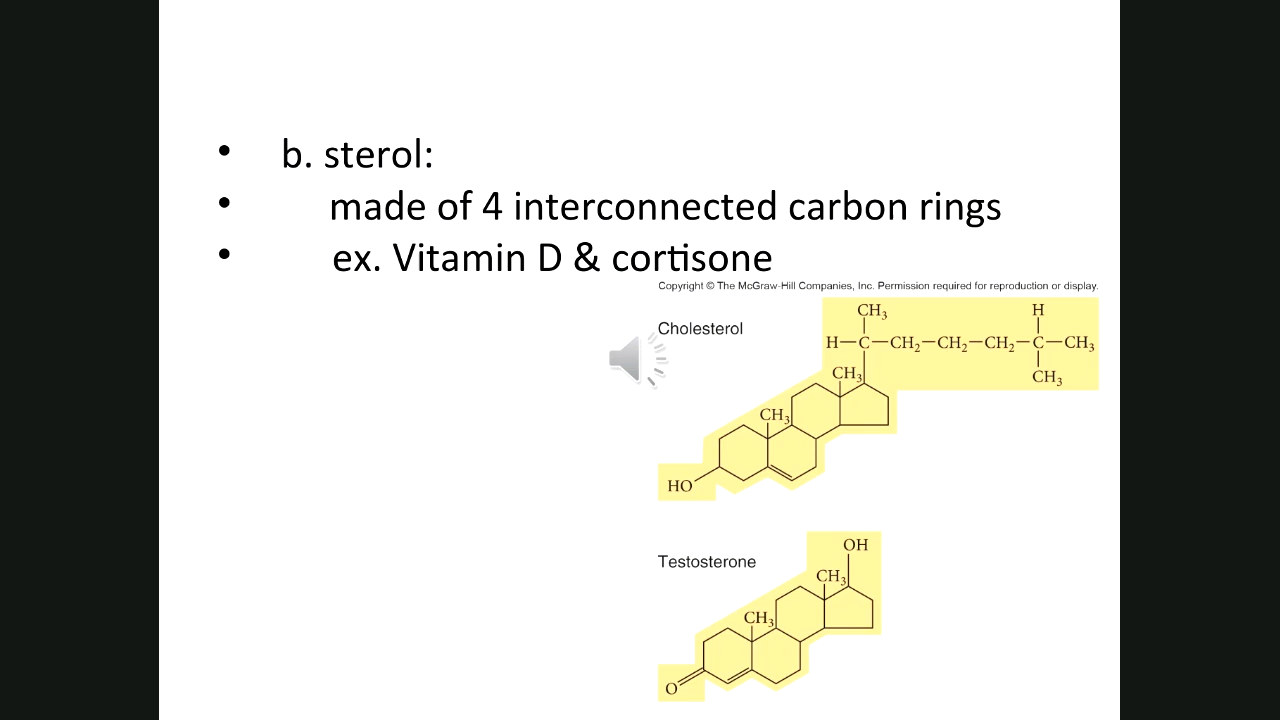 • b. sterol:
• made of 4 interconnected carbon rings
• ex. Vitamin D & cortisone
Copyright © The McGraw-Hill Companies, Inc. Permission required for reproduction or display.
Cholesterol
CH₃ H
H—C—CH₂—CH₂—CH₂—C—CH₃
CH₃ CH₃
CH₃
HO
Testosterone
OH
CH₃
CH₃
O